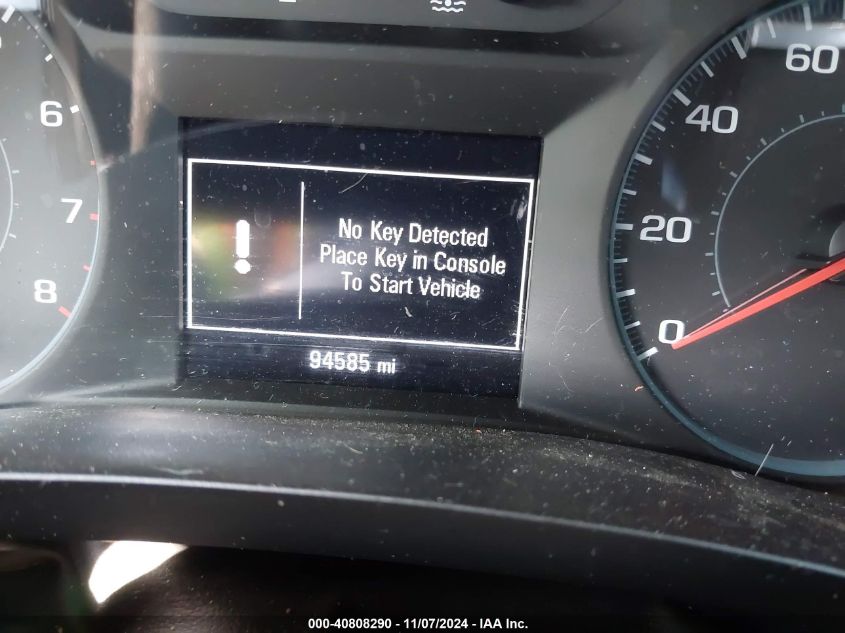 60
6
40
No Key Detected
7
20
Place Key in Console
To Start Vehicle
8
0
94585 mi
000-40808290 - 11/07/2024 - IAA Inc.